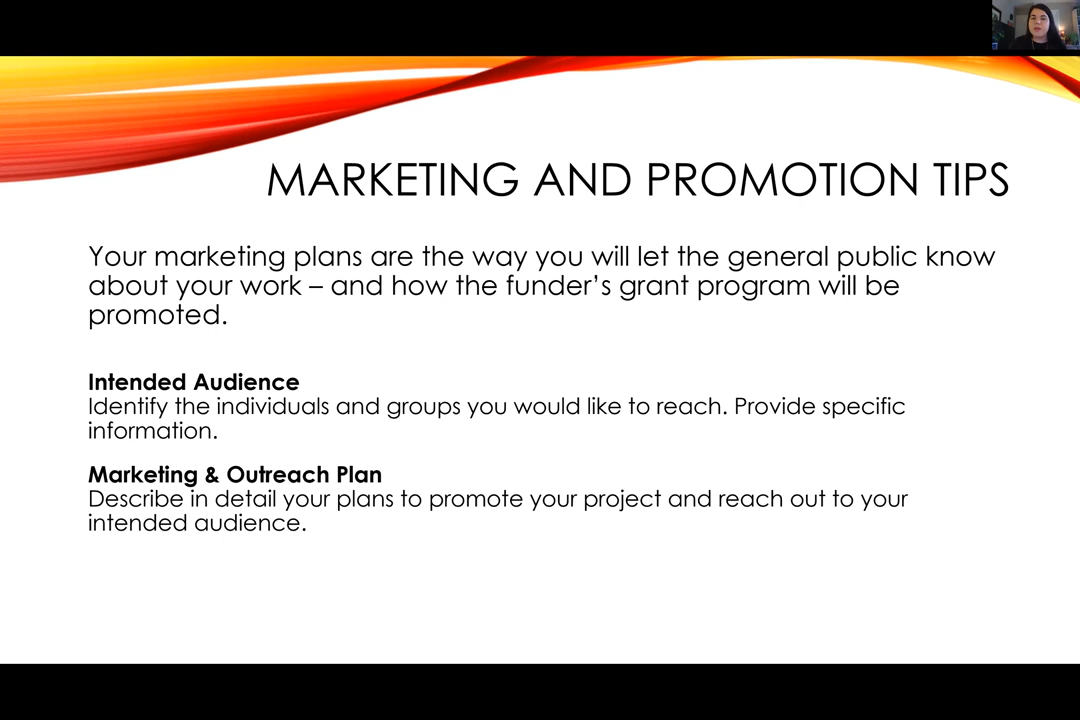 MARKETING AND PROMOTION TIPS
Your marketing plans are the way you will let the general public know
about your work – and how the funder’s grant program will be
promoted.
Intended Audience
Identify the individuals and groups you would like to reach. Provide specific
information.
Marketing & Outreach Plan
Describe in detail your plans to promote your project and reach out to your
intended audience.